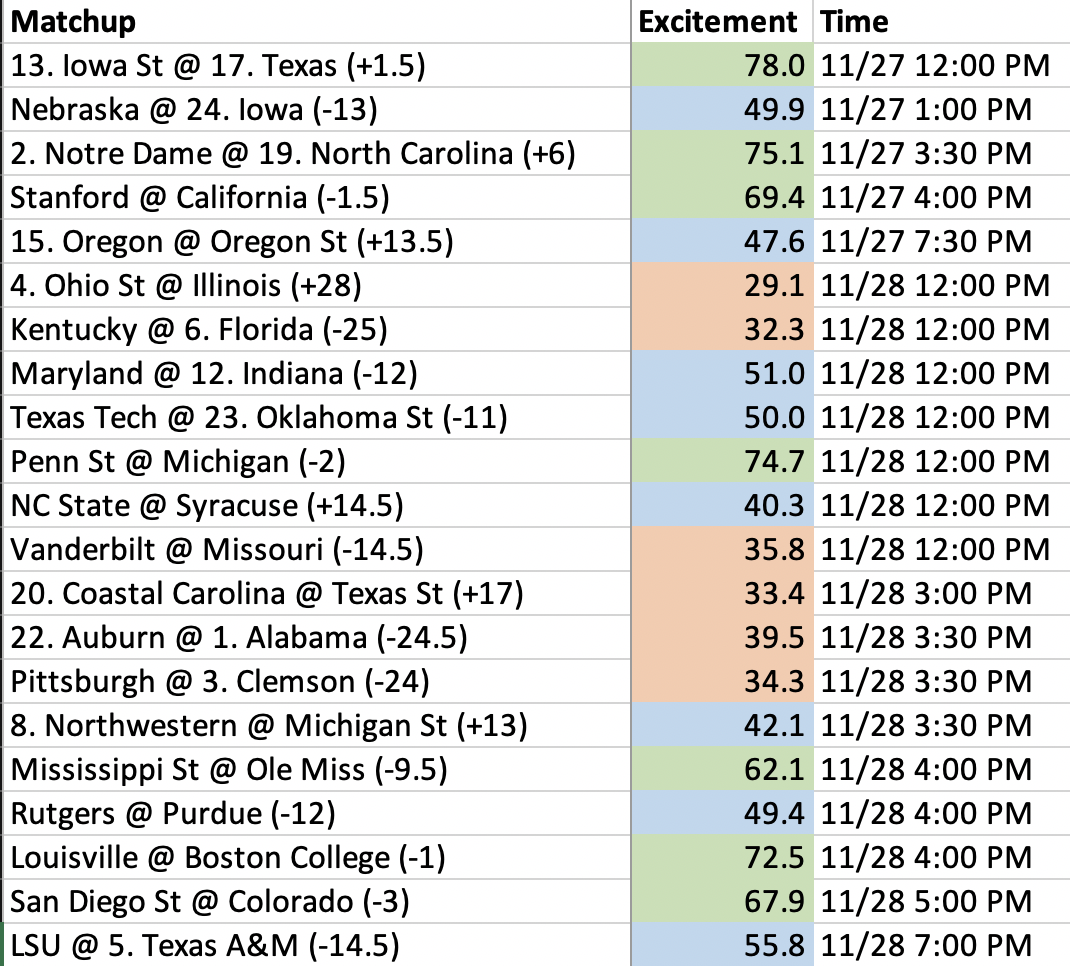 Matchup Excitement Time
13. Iowa St @ 17. Texas (+1.5) 78.0 11/27 12:00 PM
Nebraska @ 24. Iowa (-13) 49.9 11/27 1:00 PM
2. Notre Dame @ 19. North Carolina (+6) 75.1 11/27 3:30 PM
Stanford @ California (-1.5) 69.4 11/27 4:00 PM
15. Oregon @ Oregon St (+13.5) 47.6 11/27 7:30 PM
4. Ohio St @ Illinois (+28) 29.1 11/28 12:00 PM
Kentucky @ 6. Florida (-25) 32.3 11/28 12:00 PM
Maryland @ 12. Indiana (-12) 51.0 11/28 12:00 PM
Texas Tech @ 23. Oklahoma St (-11) 50.0 11/28 12:00 PM
Penn St @ Michigan (-2) 74.7 11/28 12:00 PM
NC State @ Syracuse (+14.5) 40.3 11/28 12:00 PM
Vanderbilt @ Missouri (-14.5) 35.8 11/28 12:00 PM
20. Coastal Carolina @ Texas St (+17) 33.4 11/28 3:00 PM
22. Auburn @ 1. Alabama (-24.5) 39.5 11/28 3:30 PM
Pittsburgh @ 3. Clemson (-24) 34.3 11/28 3:30 PM
8. Northwestern @ Michigan St (+13) 42.1 11/28 3:30 PM
Mississippi St @ Ole Miss (-9.5) 62.1 11/28 4:00 PM
Rutgers @ Purdue (-12) 49.4 11/28 4:00 PM
Louisville @ Boston College (-1) 72.5 11/28 4:00 PM
San Diego St @ Colorado (-3) 67.9 11/28 5:00 PM
LSU @ 5. Texas A&M (-14.5) 55.8 11/28 7:00 PM